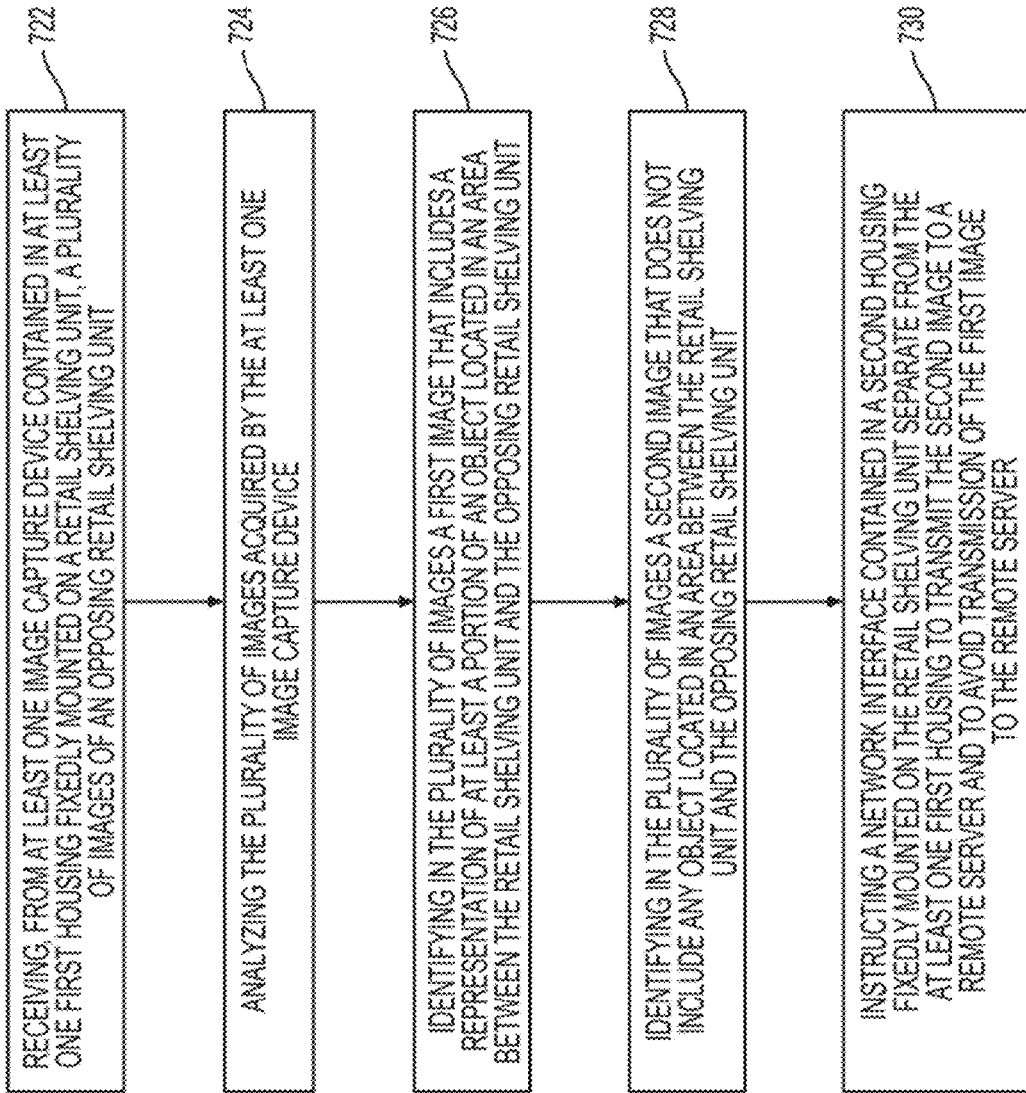 RECEIVING, FROM AT LEAST ONE IMAGE CAPTURE DEVICE CONTAINED IN AT LEAST
ONE FIRST HOUSING FIXEDLY MOUNTED ON A RETAIL SHELVING UNIT, A PLURALITY
OF IMAGES OF AN OPPOSING RETAIL SHELVING UNIT
722
ANALYZING THE PLURALITY OF IMAGES ACQUIRED BY THE AT LEAST ONE
IMAGE CAPTURE DEVICE
724
IDENTIFYING IN THE PLURALITY OF IMAGES A FIRST IMAGE THAT INCLUDES A
REPRESENTATION OF AT LEAST A PORTION OF AN OBJECT LOCATED IN AN AREA
BETWEEN THE RETAIL SHELVING UNIT AND THE OPPOSING RETAIL SHELVING UNIT
726
IDENTIFYING IN THE PLURALITY OF IMAGES A SECOND IMAGE THAT DOES NOT
INCLUDE ANY OBJECT LOCATED IN AN AREA BETWEEN THE RETAIL SHELVING
UNIT AND THE OPPOSING RETAIL SHELVING UNIT
728
INSTRUCTING A NETWORK INTERFACE CONTAINED IN A SECOND HOUSING
FIXEDLY MOUNTED ON THE RETAIL SHELVING UNIT SEPARATE FROM THE
AT LEAST ONE FIRST HOUSING TO TRANSMIT THE SECOND IMAGE TO A
REMOTE SERVER AND TO AVOID TRANSMISSION OF THE FIRST IMAGE
TO THE REMOTE SERVER
730